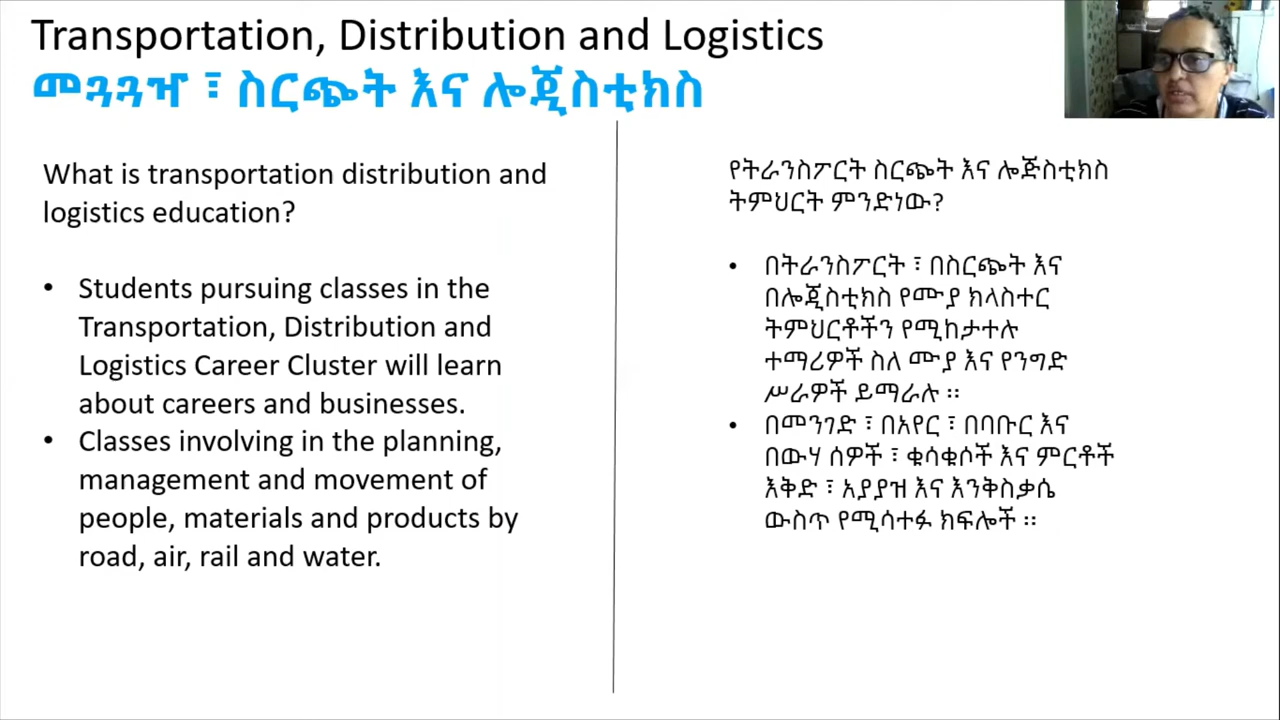 Transportation, Distribution and Logistics
መጓጓዣ ፣ ስርጭት እና ሎጂስቲክስ
What is transportation distribution and
logistics education?
• Students pursuing classes in the
Transportation, Distribution and
Logistics Career Cluster will learn
about careers and businesses.
• Classes involving in the planning,
management and movement of
people, materials and products by
road, air, rail and water.
የትራንስፖርት ስርጭት እና ሎጅስቲክስ
ትምህርት ምንድነው?
• በትራንስፖርት ፣ በስርጭት እና
በሎጂስቲክስ የሙያ ክላስተር
ትምህርቶችን የሚከታተሉ
ተማሪዎች ስለ ሙያ እና የንግድ
ሥራዎች ይማራሉ ፡፡
• በመንገድ ፣ በአየር ፣ በባቡር እና
በውሃ ሰዎች ፣ ቁሳቁሶች እና ምርቶች
እቅድ ፣ አያያዝ እና እንቅስቃሴ
ውስጥ የሚሳተፉ ክፍሎች ፡፡